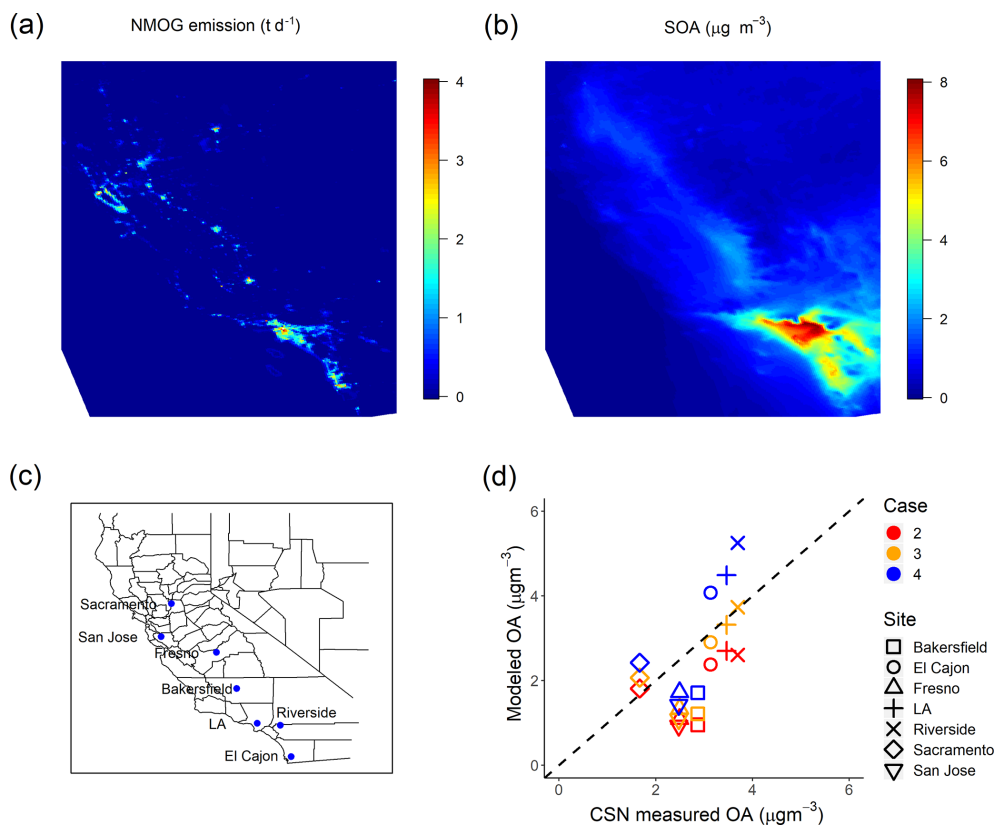 (a)
NMOG emission (t d⁻¹)
4
3
2
1
0
(b)
SOA (μg m⁻³)
8
6
4
2
0
(c)
Sacramento
San Jose
Fresno
Bakersfield
LA
Riverside
El Cajon
(d)
Modeled OA (μgm⁻³)
6
4
2
0
0 2 4 6
CSN measured OA (μgm⁻³)
Case
2
3
4
Site
Bakersfield
El Cajon
Fresno
LA
Riverside
Sacramento
San Jose